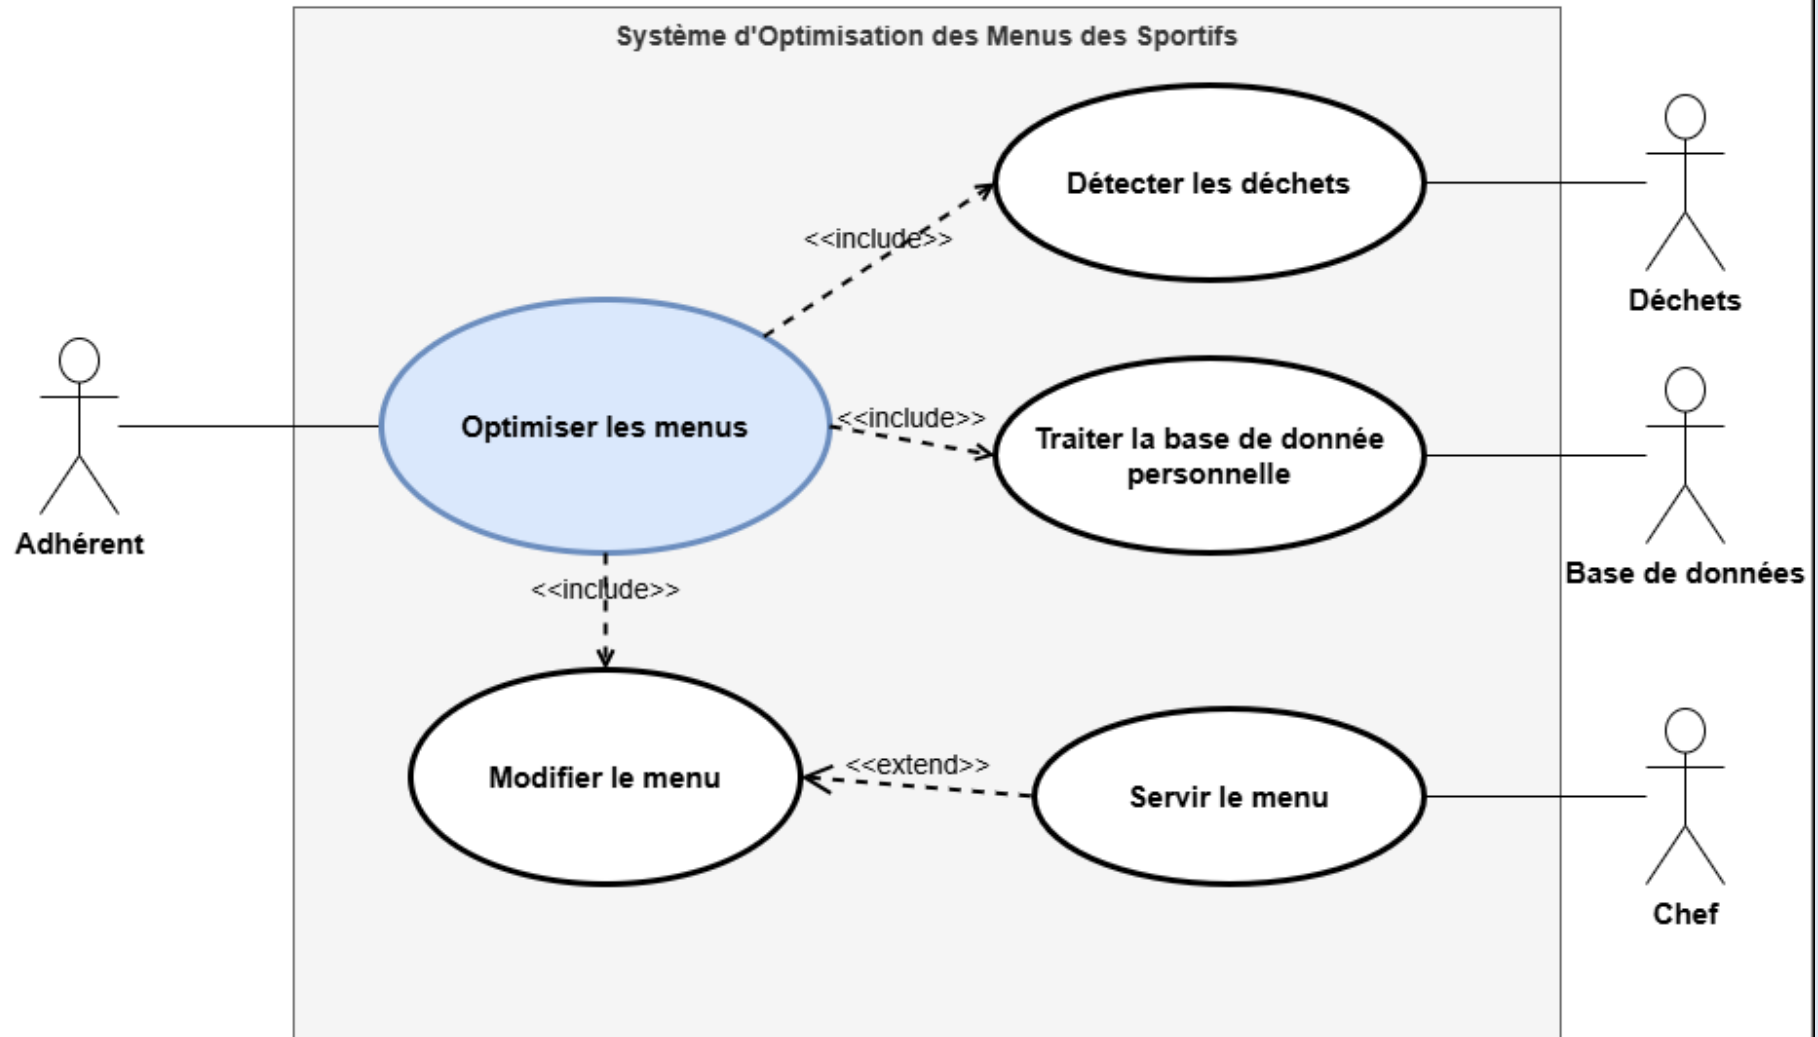 Système d'Optimisation des Menus des Sportifs
Détecter les déchets
<<include>>
Déchets
Optimiser les menus
<<include>>
Traiter la base de donnée
personnelle
Adhérent
Base de données
<<include>>
Modifier le menu
<<extend>>
Servir le menu
Chef